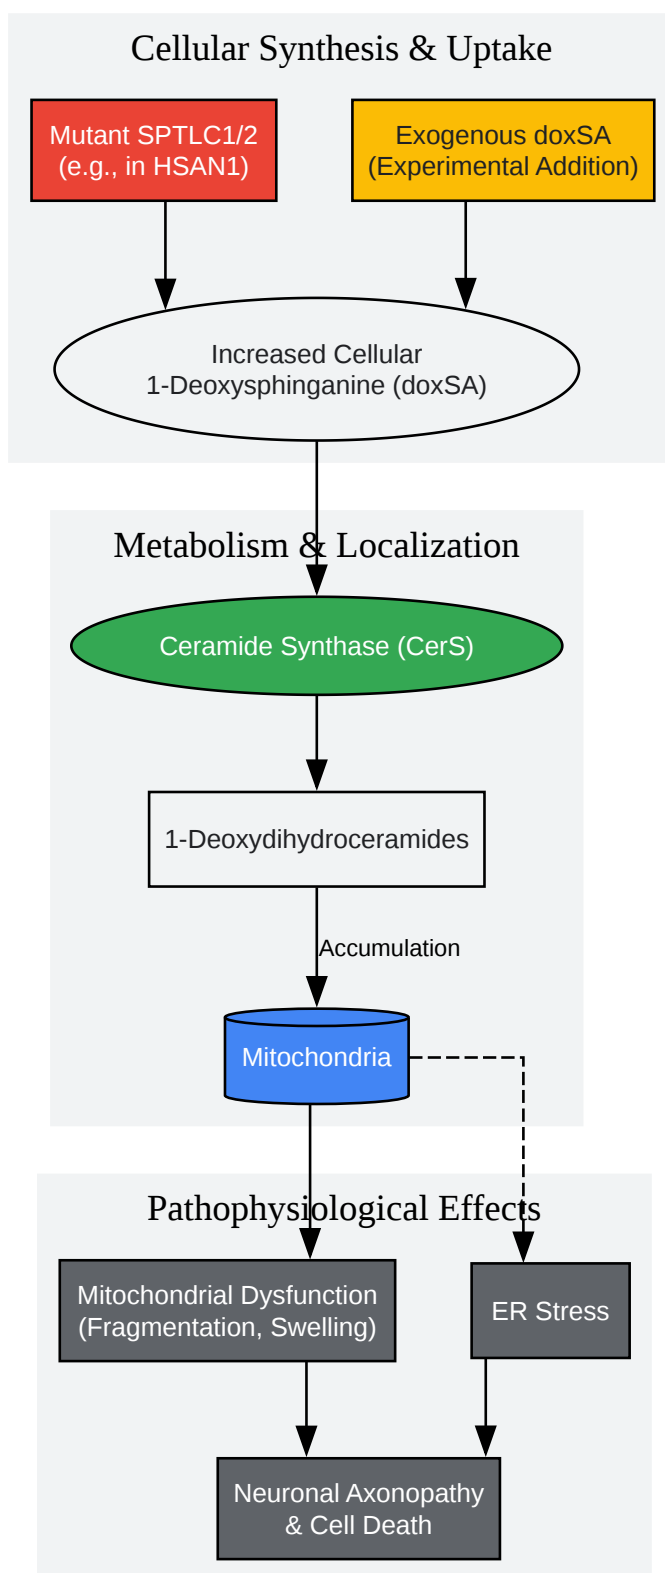 Cellular Synthesis & Uptake
Mutant SPTLC1/2
(e.g., in HSAN1)
Exogenous doxSA
(Experimental Addition)
Increased Cellular
1-Deoxysphinganine (doxSA)
Metabolism & Localization
Ceramide Synthase (CerS)
1-Deoxydihydroceramides
Accumulation
Mitochondria
Pathophysiological Effects
Mitochondrial Dysfunction
(Fragmentation, Swelling)
ER Stress
Neuronal Axonopathy
& Cell Death